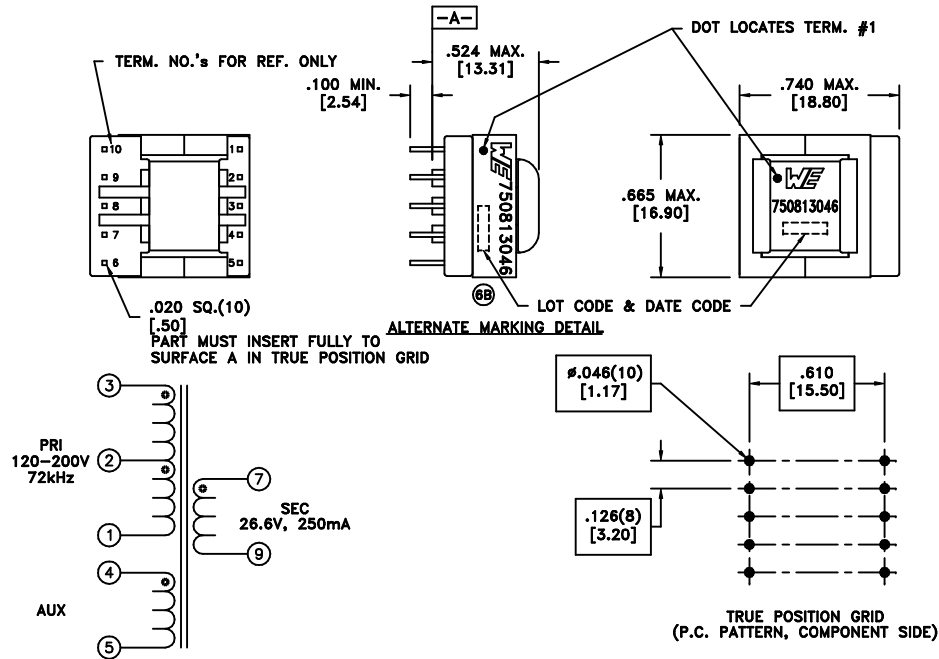 -A-
DOT LOCATES TERM. #1
TERM. NO.'s FOR REF. ONLY
.524 MAX.
[13.31]
.100 MIN.
[2.54]
.740 MAX.
[18.80]
10
9
8
7
6
1
2
3
4
5
WE 750813046
.665 MAX.
[16.90]
WE
750813046
6B
LOT CODE & DATE CODE
.020 SQ.(10)
[.50]
ALTERNATE MARKING DETAIL
PART MUST INSERT FULLY TO
SURFACE A IN TRUE POSITION GRID
3
PRI
120-200V
72kHz
2
1
4
AUX
5
7
SEC
26.6V, 250mA
9
ø.046(10)
[1.17]
.610
[15.50]
.126(8)
[3.20]
TRUE POSITION GRID
(P.C. PATTERN, COMPONENT SIDE)